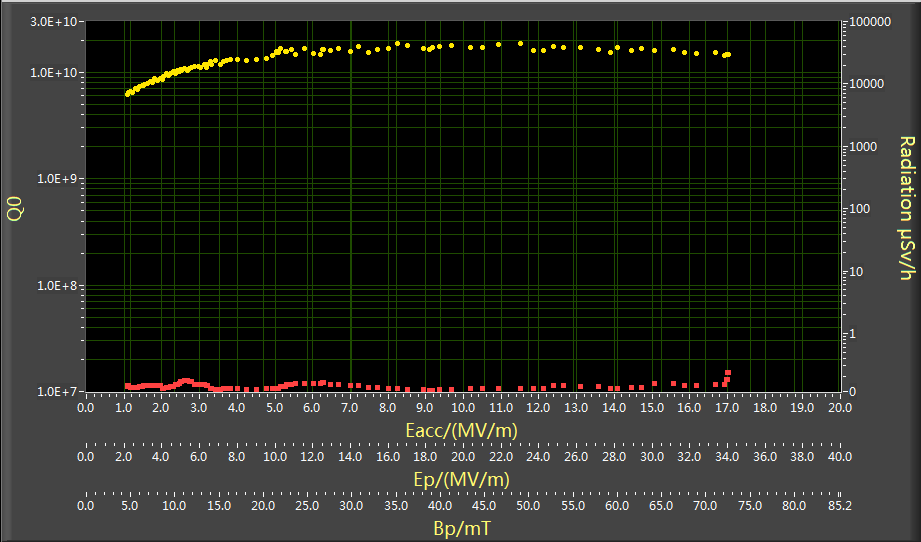 3.0E+10
1.0E+10
1.0E+9
1.0E+8
1.0E+7
Q0
100000
10000
1000
100
10
1
0
Radiation μSv/h
0.0 1.0 2.0 3.0 4.0 5.0 6.0 7.0 8.0 9.0 10.0 11.0 12.0 13.0 14.0 15.0 16.0 17.0 18.0 19.0 20.0
Eacc/(MV/m)
0.0 2.0 4.0 6.0 8.0 10.0 12.0 14.0 16.0 18.0 20.0 22.0 24.0 26.0 28.0 30.0 32.0 34.0 36.0 38.0 40.0
Ep/(MV/m)
0.0 5.0 10.0 15.0 20.0 25.0 30.0 35.0 40.0 45.0 50.0 55.0 60.0 65.0 70.0 75.0 80.0 85.2
Bp/mT